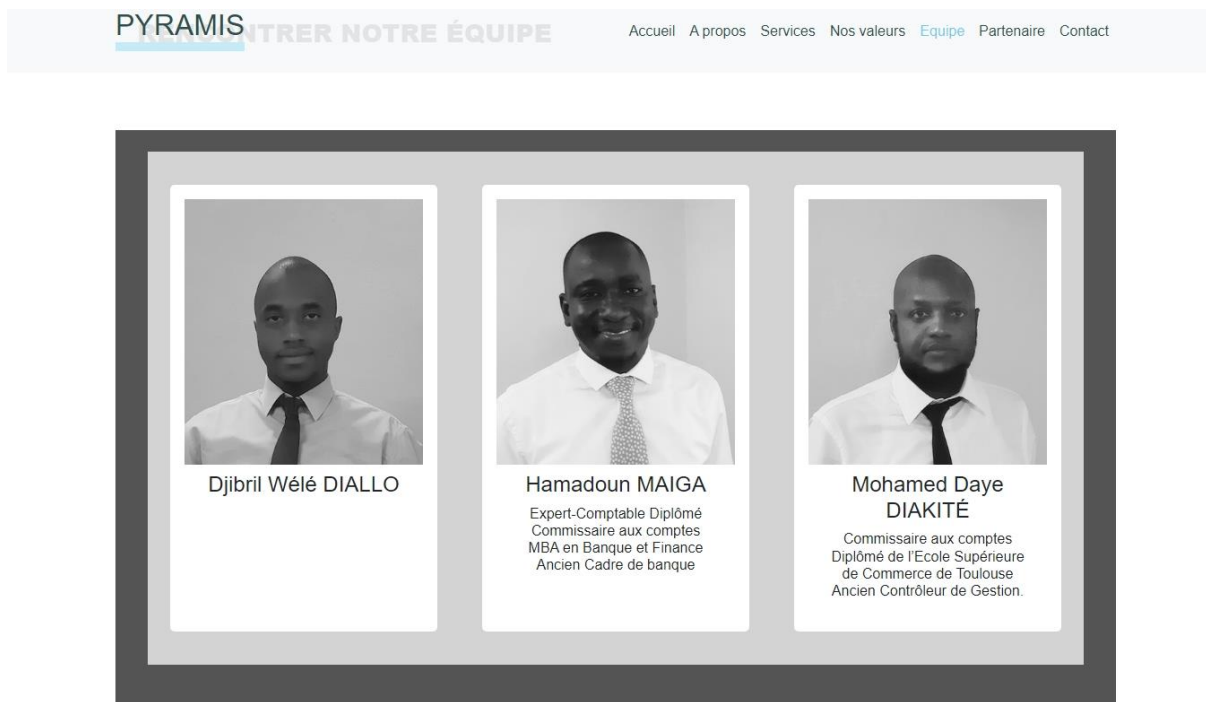 PYRAMIS
RENCONTRER NOTRE ÉQUIPE
Accueil A propos Services Nos valeurs Equipe Partenaire Contact
Djibril Wélé DIALLO
Hamadoun MAIGA
Expert-Comptable Diplômé
Commissaire aux comptes
MBA en Banque et Finance
Ancien Cadre de banque
Mohamed Daye
DIAKITÉ
Commissaire aux comptes
Diplômé de l’Ecole Supérieure
de Commerce de Toulouse
Ancien Contrôleur de Gestion.